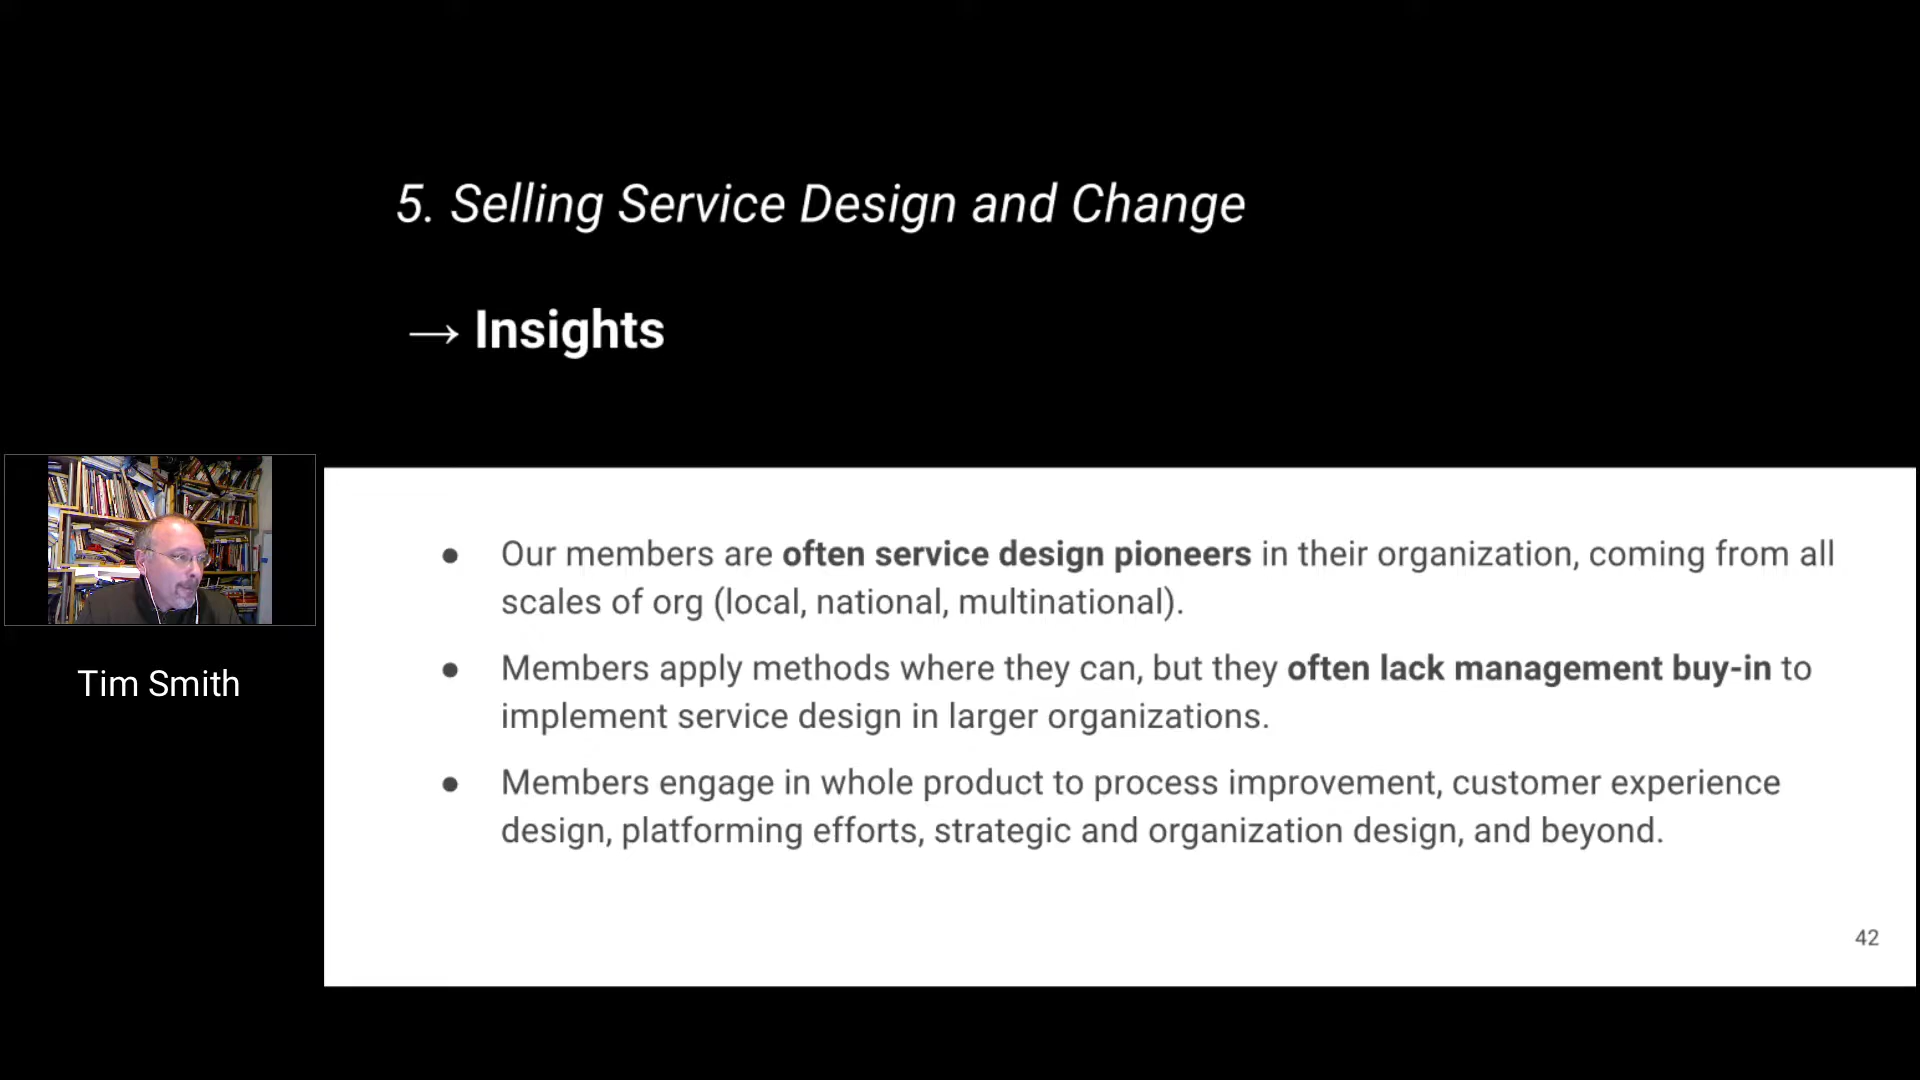 5. Selling Service Design and Change
→ Insights
● Our members are often service design pioneers in their organization, coming from all
scales of org (local, national, multinational).
● Members apply methods where they can, but they often lack management buy-in to
implement service design in larger organizations.
● Members engage in whole product to process improvement, customer experience
design, platforming efforts, strategic and organization design, and beyond.
42
Tim Smith